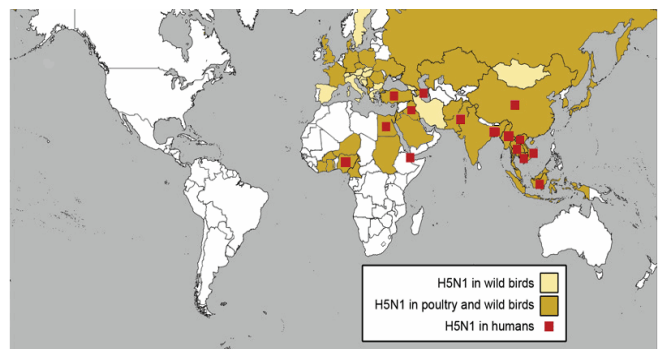 H5N1 in wild birds
H5N1 in poultry and wild birds
H5N1 in humans